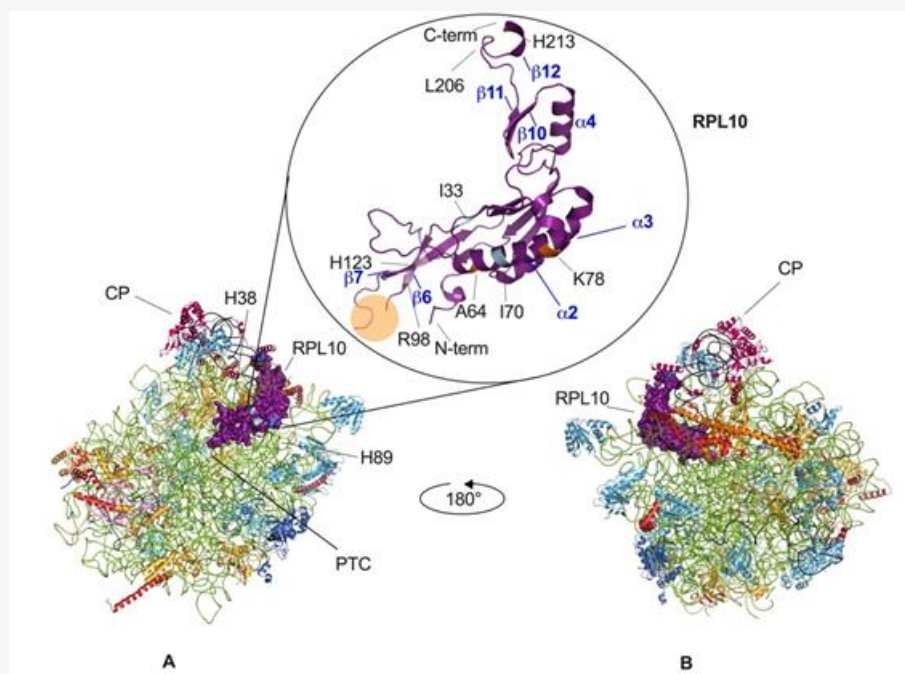 C-term
H213
L206
β12
β11
β10
α4
RPL10
I33
α3
H123
β7
K78
β6
A64
I70
α2
R98
N-term
CP
H38
RPL10
CP
RPL10
H89
180°
PTC
A
B